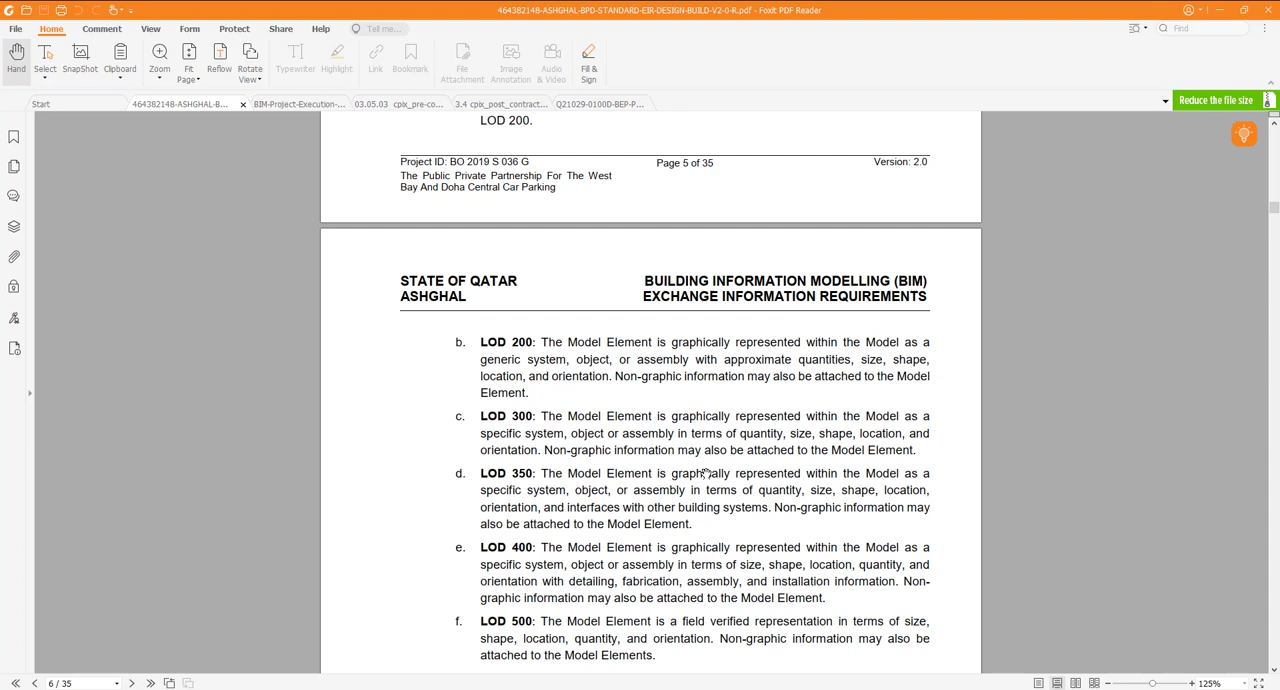 464382148-ASHGHAL-BPD-STANDARD-EIR-DESIGN-BUILD-V2-0-R.pdf - Foxit PDF Reader
File Home Comment View Form Protect Share Help Tell me... Find
Hand Select SnapShot Clipboard Zoom Fit Page Reflow Rotate View Typewriter Highlight Link Bookmark File Attachment Image Annotation Audio & Video Fill & Sign
Start 464382148-ASHGHAL-B... BIM-Project-Execution-... 03.05.03 cpix_pre-co... 3.4 cpix_post_contract... Q21029-0100D-BEP-P... Reduce the file size
LOD 200.
Project ID: BO 2019 S 036 G Page 5 of 35 Version: 2.0
The Public Private Partnership For The West
Bay And Doha Central Car Parking
STATE OF QATAR BUILDING INFORMATION MODELLING (BIM)
ASHGHAL EXCHANGE INFORMATION REQUIREMENTS
b. LOD 200: The Model Element is graphically represented within the Model as a
generic system, object, or assembly with approximate quantities, size, shape,
location, and orientation. Non-graphic information may also be attached to the Model
Element.
c. LOD 300: The Model Element is graphically represented within the Model as a
specific system, object or assembly in terms of quantity, size, shape, location, and
orientation. Non-graphic information may also be attached to the Model Element.
d. LOD 350: The Model Element is graphically represented within the Model as a
specific system, object, or assembly in terms of quantity, size, shape, location,
orientation, and interfaces with other building systems. Non-graphic information may
also be attached to the Model Element.
e. LOD 400: The Model Element is graphically represented within the Model as a
specific system, object or assembly in terms of size, shape, location, quantity, and
orientation with detailing, fabrication, assembly, and installation information. Non-
graphic information may also be attached to the Model Element.
f. LOD 500: The Model Element is a field verified representation in terms of size,
shape, location, quantity, and orientation. Non-graphic information may also be
attached to the Model Elements.
6 / 35 125%